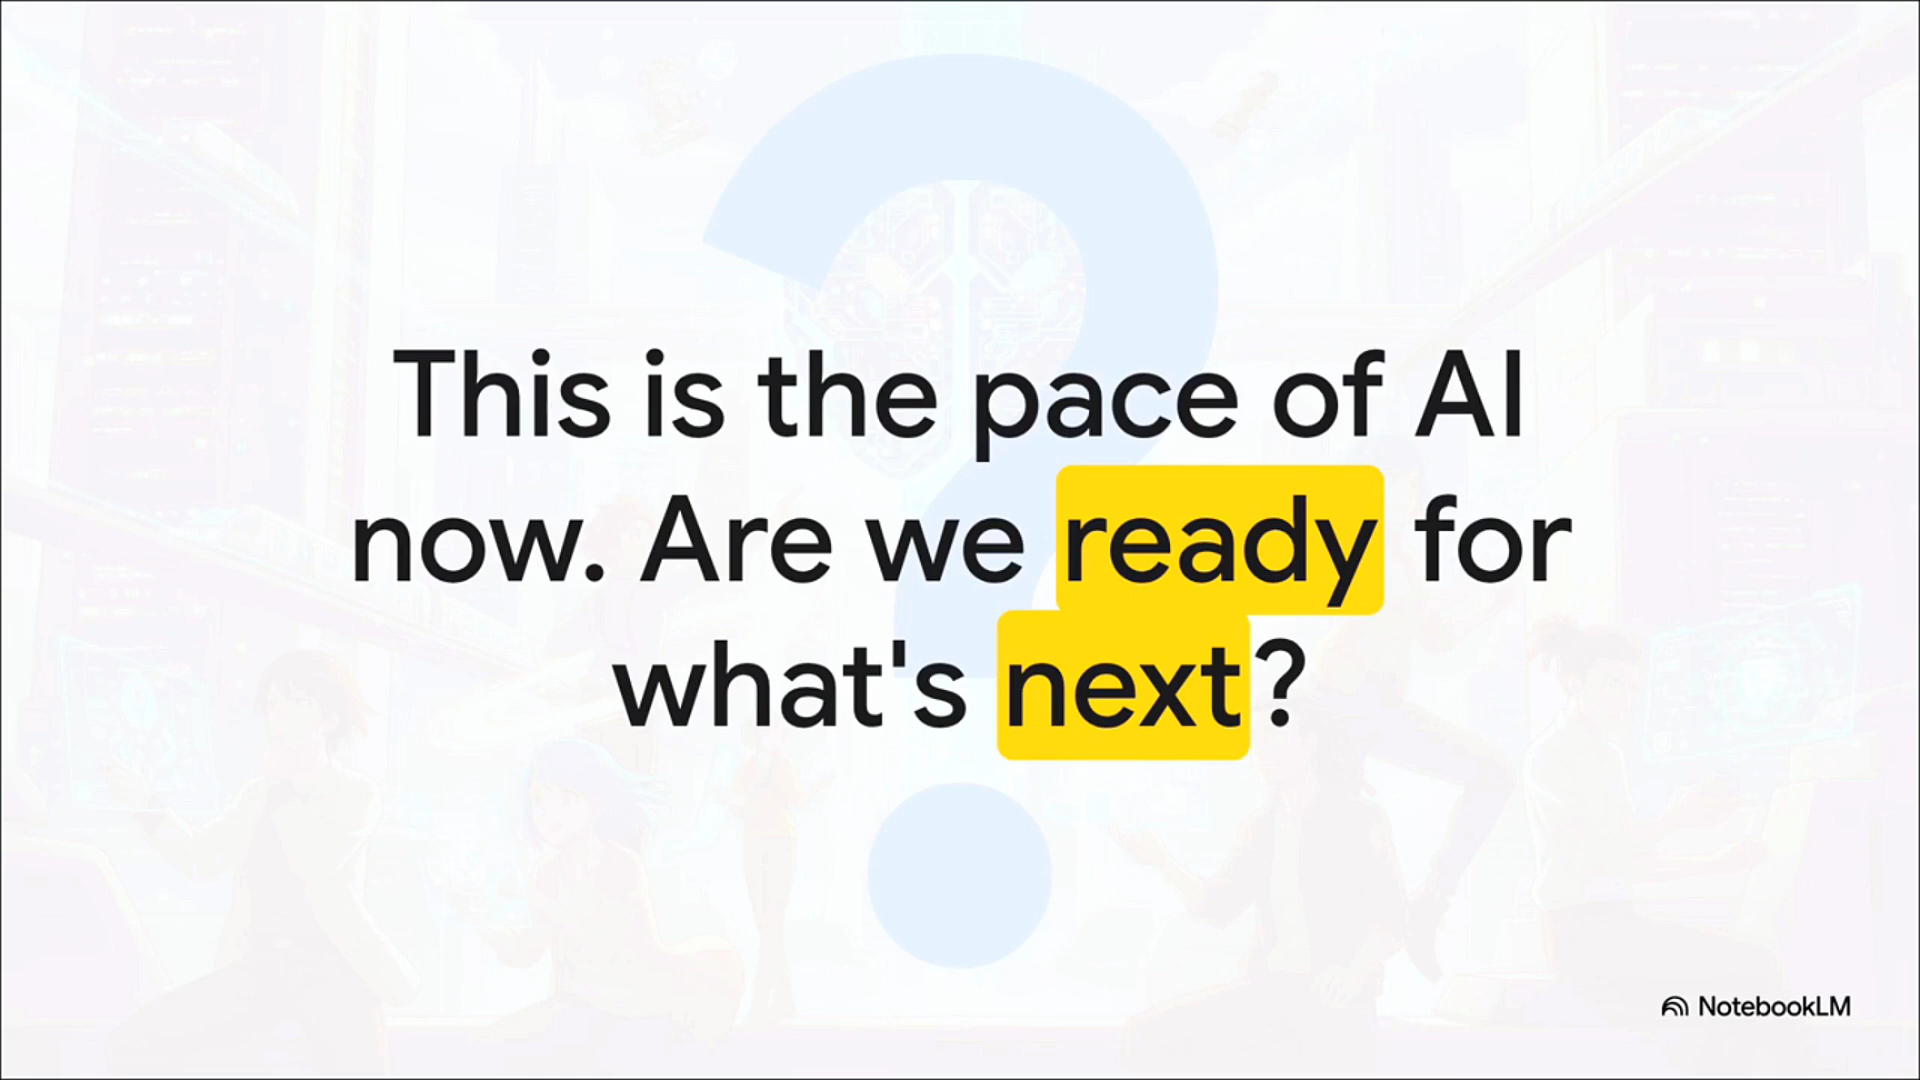 This is the pace of AI
now. Are we ready for
what's next?
NotebookLM